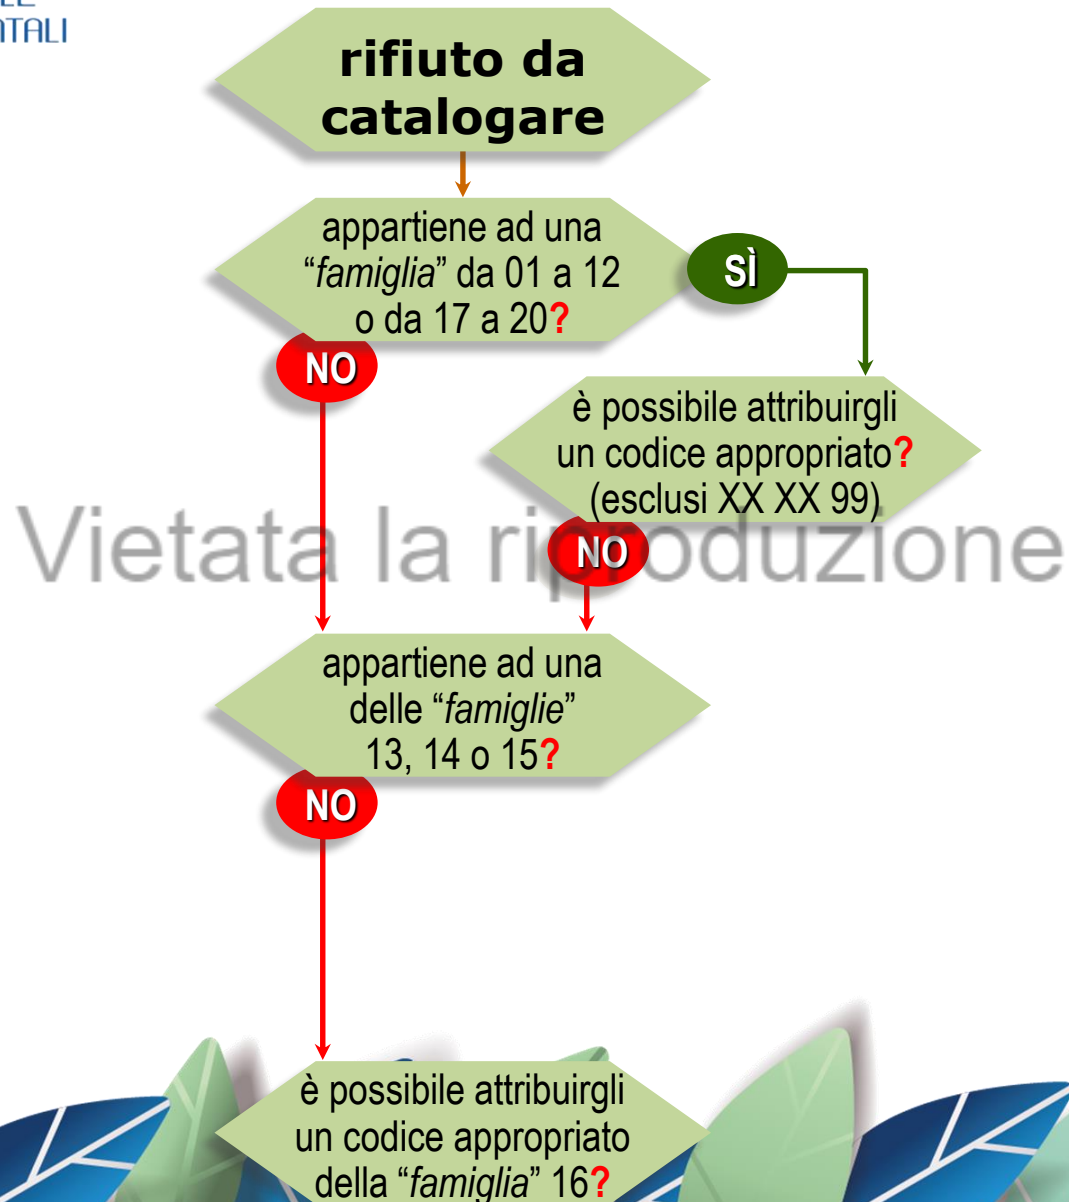 NTALI
rifiuto da
catalogare
appartiene ad una
“famiglia” da 01 a 12
o da 17 a 20?
SÌ
NO
è possibile attribuirgli
un codice appropriato?
(esclusi XX XX 99)
NO
Vietata la riproduzione
appartiene ad una
delle “famiglie”
13, 14 o 15?
NO
è possibile attribuirgli
un codice appropriato
della “famiglia” 16?